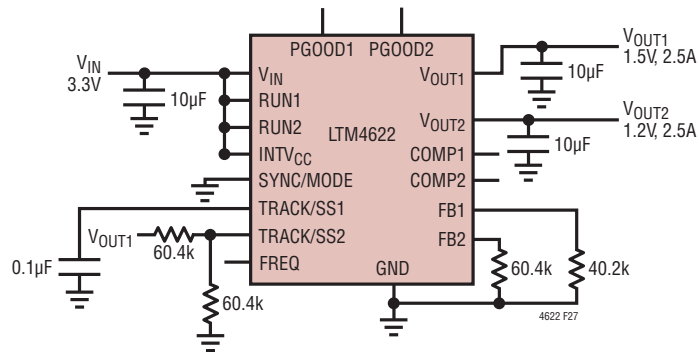 PGOOD1 PGOOD2
VIN
3.3V
10µF
VIN
RUN1
RUN2
INTVCC
SYNC/MODE
TRACK/SS1
TRACK/SS2
FREQ
LTM4622
GND
VOUT1
VOUT2
COMP1
COMP2
FB1
FB2
VOUT1
1.5V, 2.5A
10µF
VOUT2
1.2V, 2.5A
10µF
VOUT1
60.4k
0.1µF
60.4k
60.4k
40.2k
4622 F27